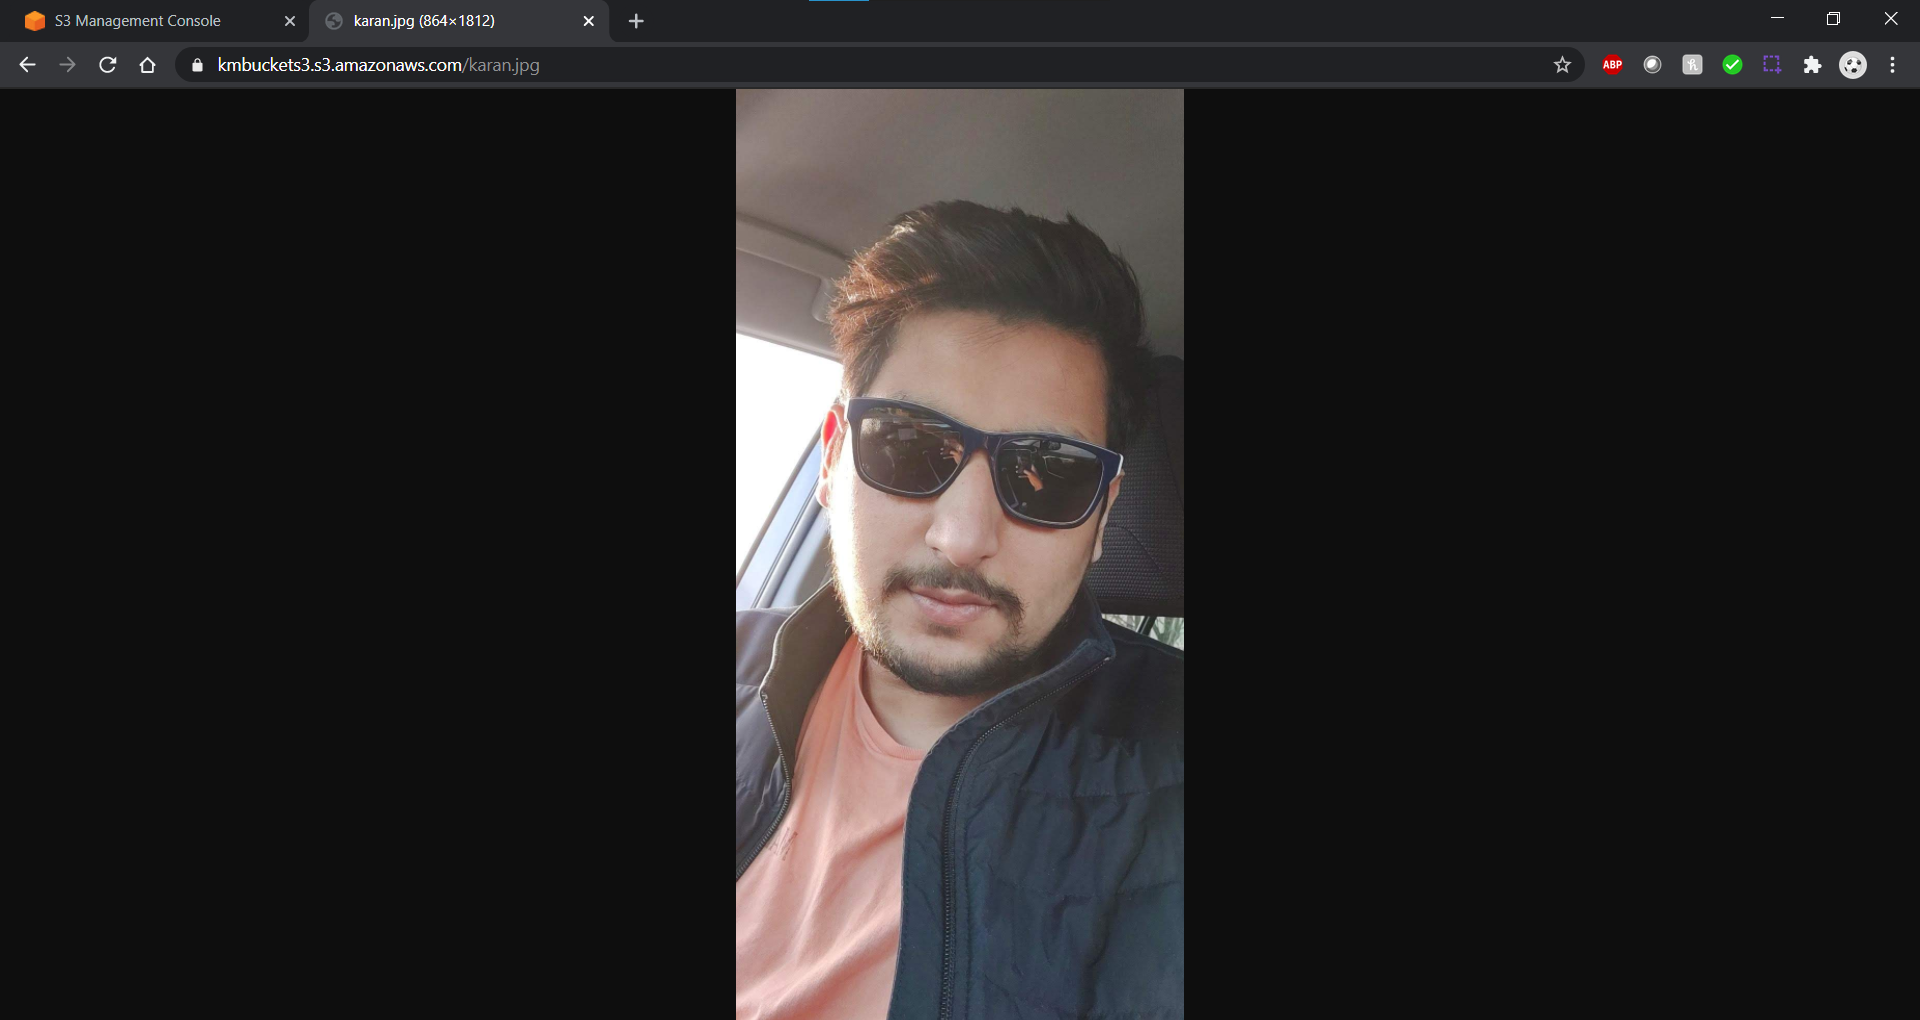 S3 Management Console
karan.jpg (864×1812)
kmbuckets3.s3.amazonaws.com/karan.jpg
ABP